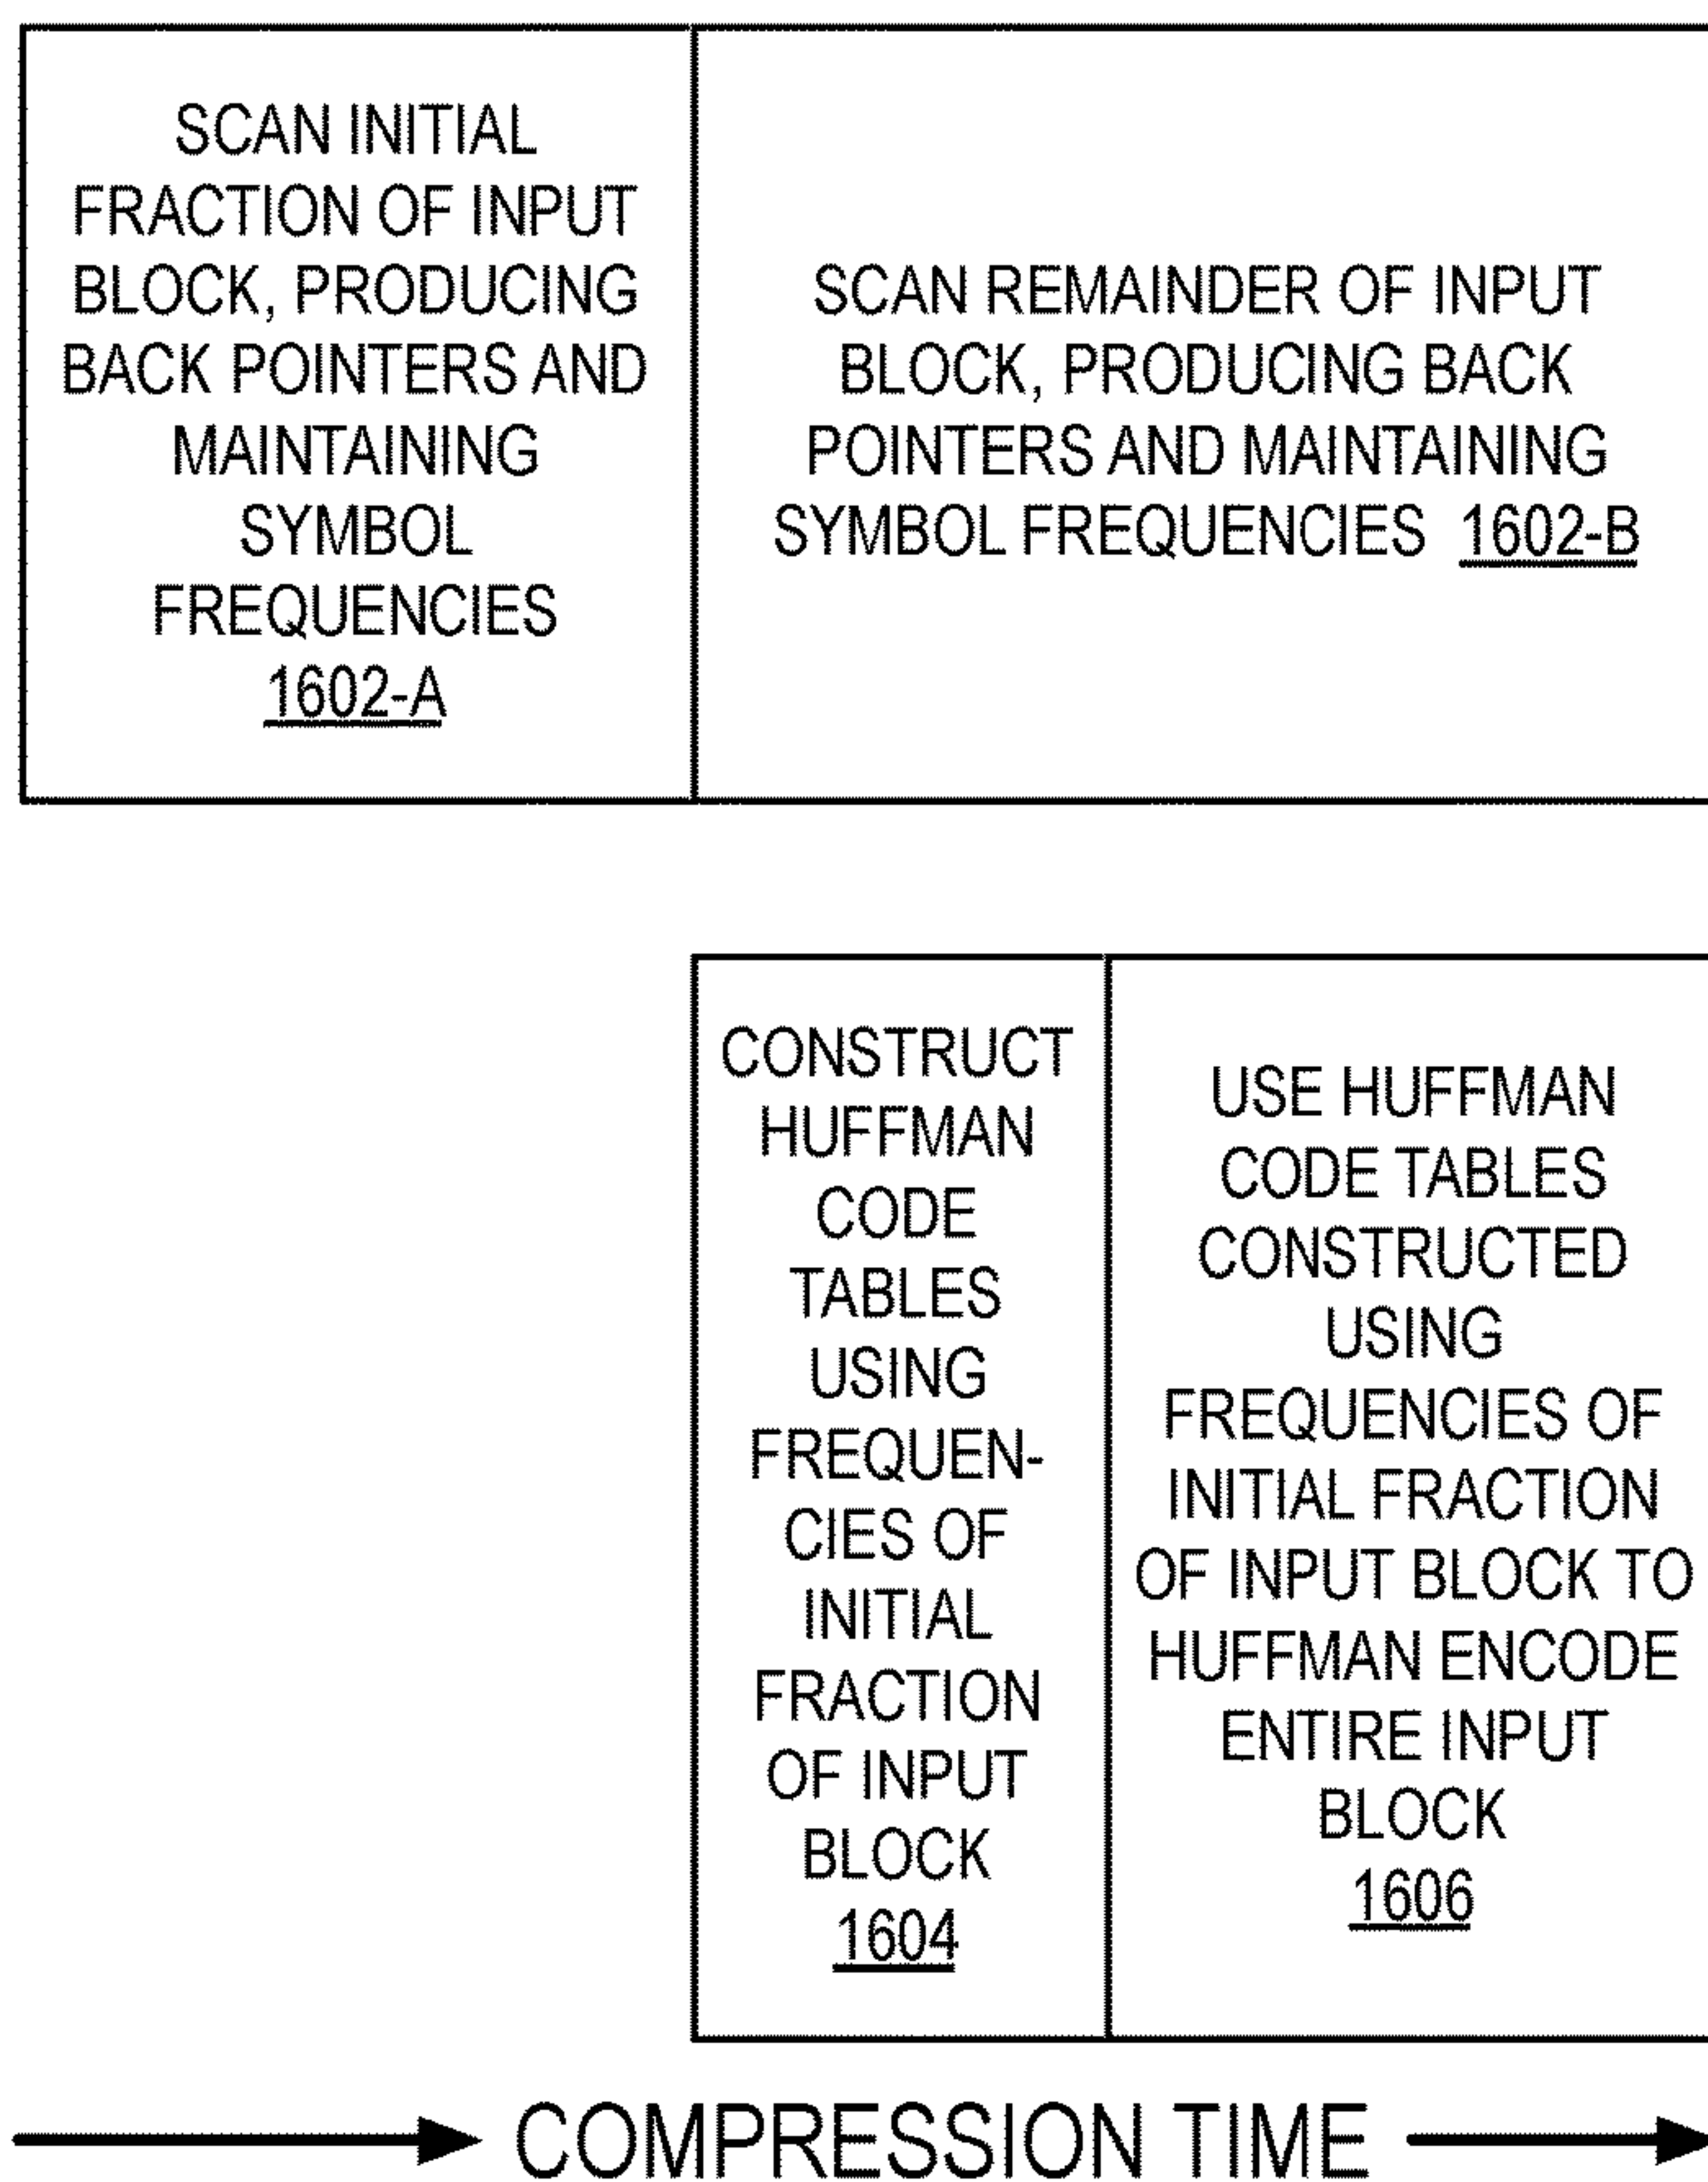 SCAN INITIAL
FRACTION OF INPUT
BLOCK, PRODUCING
BACK POINTERS AND
MAINTAINING
SYMBOL
FREQUENCIES
1602-A
SCAN REMAINDER OF INPUT
BLOCK, PRODUCING BACK
POINTERS AND MAINTAINING
SYMBOL FREQUENCIES 1602-B
CONSTRUCT
HUFFMAN
CODE
TABLES
USING
FREQUEN-
CIES OF
INITIAL
FRACTION
OF INPUT
BLOCK
1604
USE HUFFMAN
CODE TABLES
CONSTRUCTED
USING
FREQUENCIES OF
INITIAL FRACTION
OF INPUT BLOCK TO
HUFFMAN ENCODE
ENTIRE INPUT
BLOCK
1606
COMPRESSION TIME